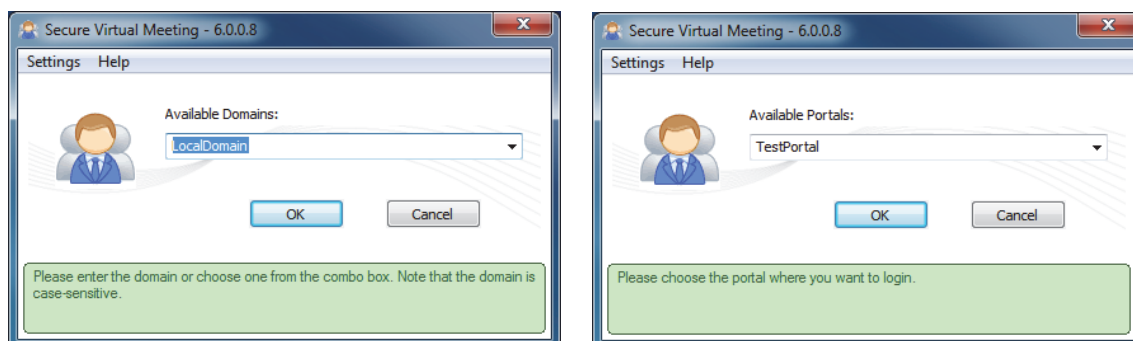 Secure Virtual Meeting - 6.0.0.8
Settings Help
Available Domains:
LocalDomain
OK Cancel
Please enter the domain or choose one from the combo box. Note that the domain is
case-sensitive.
Secure Virtual Meeting - 6.0.0.8
Settings Help
Available Portals:
TestPortal
OK Cancel
Please choose the portal where you want to login.